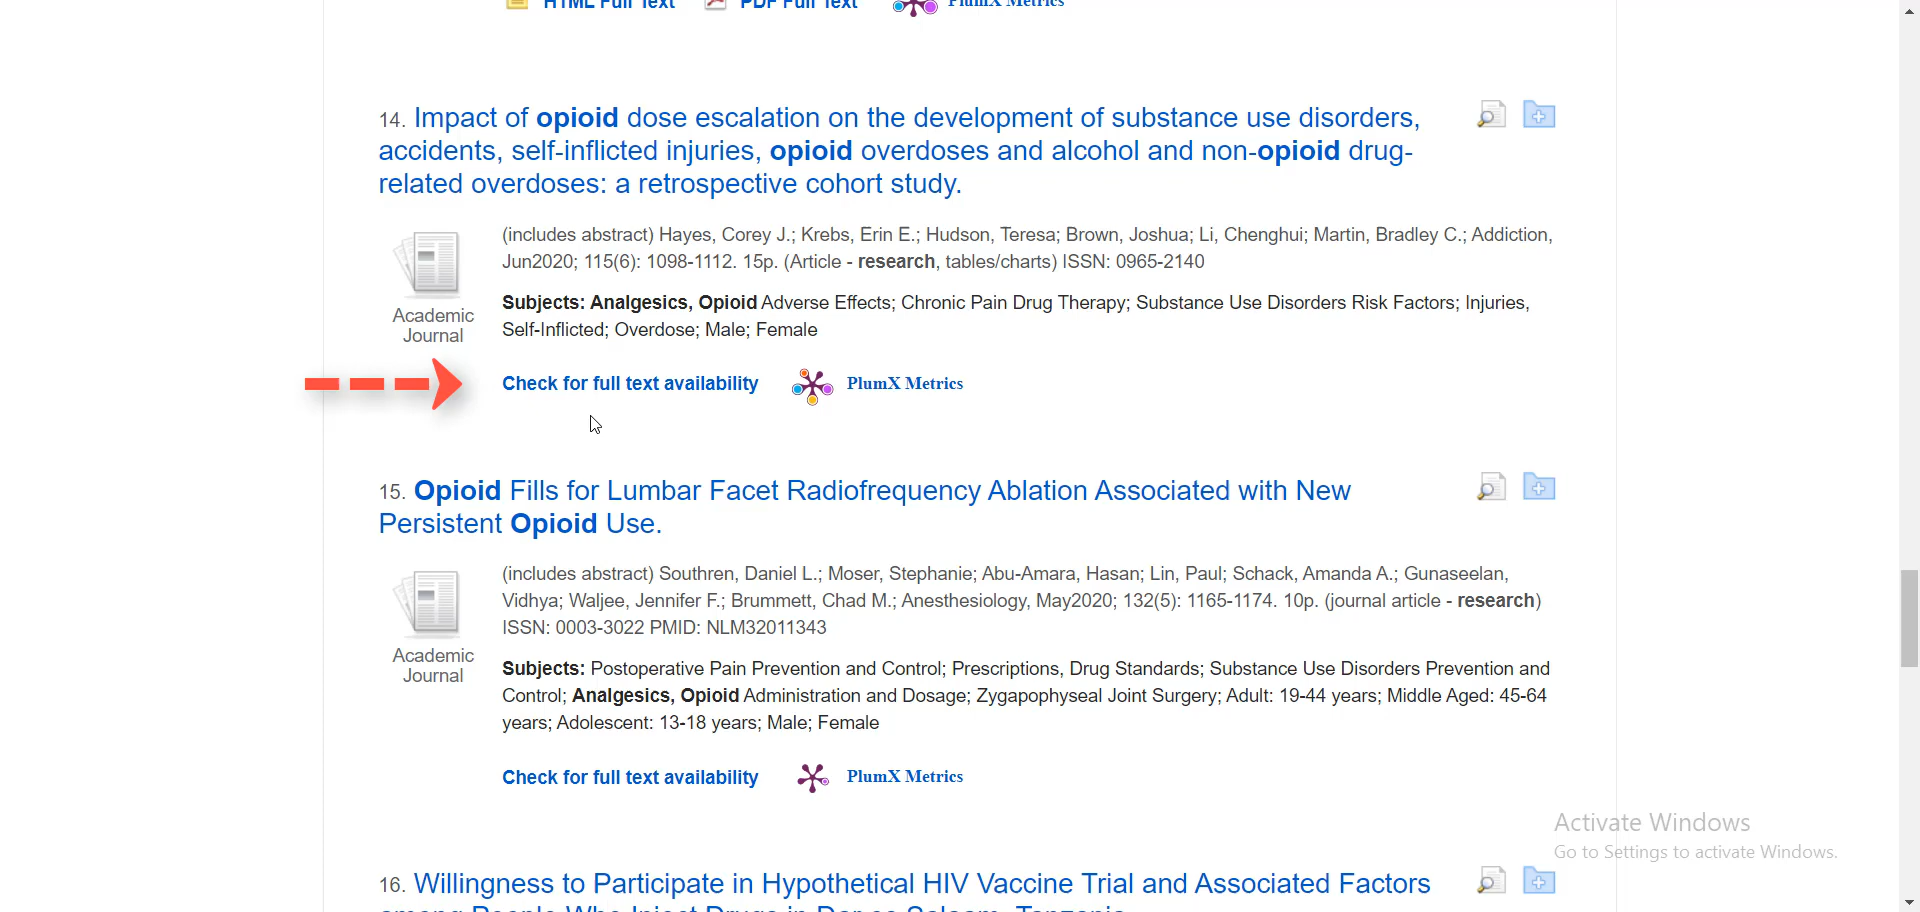 HTML Full Text PDF Full Text PlumX Metrics
14. Impact of opioid dose escalation on the development of substance use disorders,
accidents, self-inflicted injuries, opioid overdoses and alcohol and non-opioid drug-
related overdoses: a retrospective cohort study.
(includes abstract) Hayes, Corey J.; Krebs, Erin E.; Hudson, Teresa; Brown, Joshua; Li, Chenghui; Martin, Bradley C.; Addiction,
Jun2020; 115(6): 1098-1112. 15p. (Article - research, tables/charts) ISSN: 0965-2140
Subjects: Analgesics, Opioid Adverse Effects; Chronic Pain Drug Therapy; Substance Use Disorders Risk Factors; Injuries,
Self-Inflicted; Overdose; Male; Female
Academic
Journal
Check for full text availability PlumX Metrics
15. Opioid Fills for Lumbar Facet Radiofrequency Ablation Associated with New
Persistent Opioid Use.
(includes abstract) Southren, Daniel L.; Moser, Stephanie; Abu-Amara, Hasan; Lin, Paul; Schack, Amanda A.; Gunaseelan,
Vidhya; Waljee, Jennifer F.; Brummett, Chad M.; Anesthesiology, May2020; 132(5): 1165-1174. 10p. (journal article - research)
ISSN: 0003-3022 PMID: NLM32011343
Academic
Journal
Subjects: Postoperative Pain Prevention and Control; Prescriptions, Drug Standards; Substance Use Disorders Prevention and
Control; Analgesics, Opioid Administration and Dosage; Zygapophyseal Joint Surgery; Adult: 19-44 years; Middle Aged: 45-64
years; Adolescent: 13-18 years; Male; Female
Check for full text availability PlumX Metrics
Activate Windows
Go to Settings to activate Windows.
16. Willingness to Participate in Hypothetical HIV Vaccine Trial and Associated Factors
among People Who Inject Drugs in Dar es Salaam, Tanzania